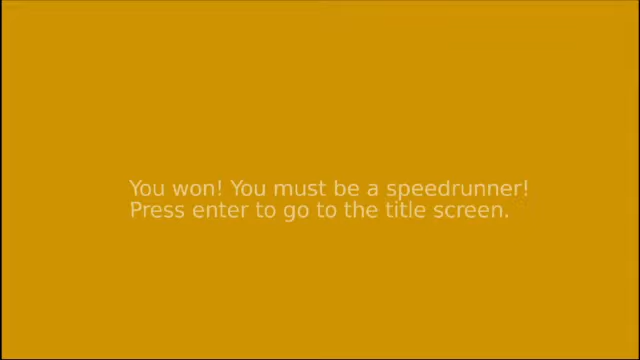 You won! You must be a speedrunner!
Press enter to go to the title screen.